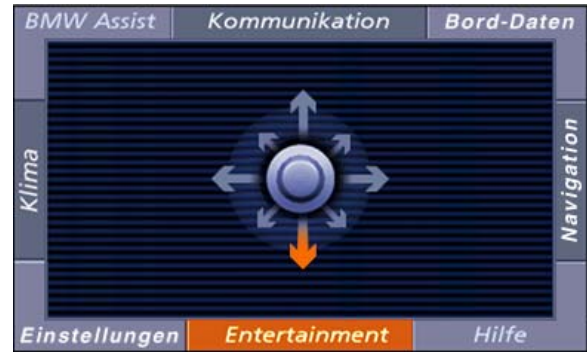 BMW Assist
Kommunikation
Bord-Daten
Klima
Navigation
Einstellungen
Entertainment
Hilfe